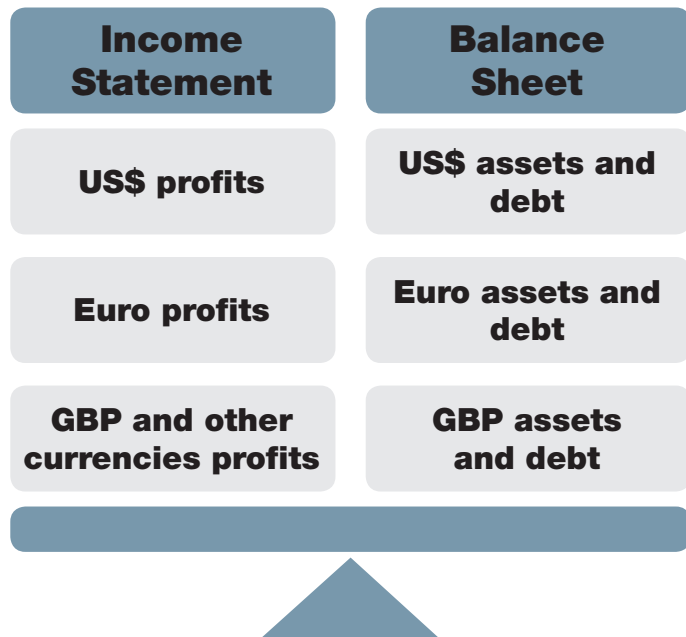 Income
Statement
Balance
Sheet
US$ profits
US$ assets and
debt
Euro profits
Euro assets and
debt
GBP and other
currencies profits
GBP assets
and debt